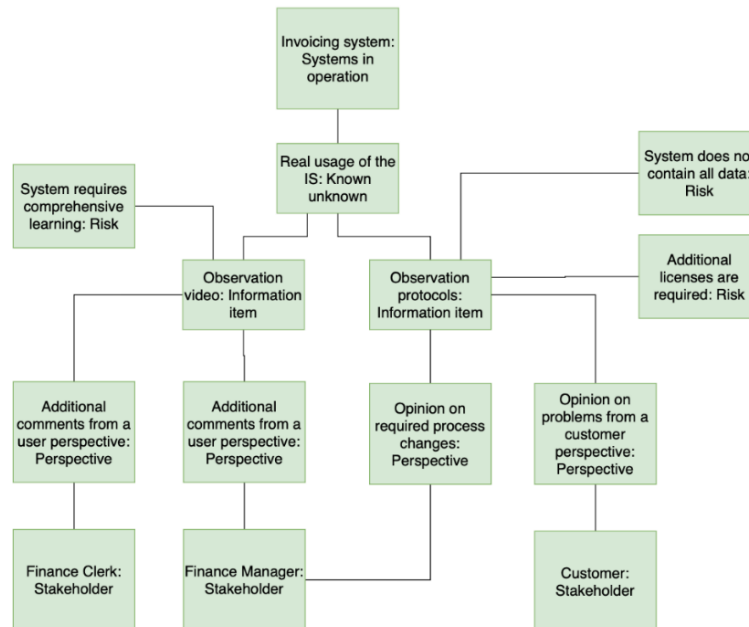 Invoicing system:
Systems in
operation
Real usage of the
IS: Known
unknown
System does no
contain all data:
Risk
System requires
comprehensive
learning: Risk
Additional
licenses are
required: Risk
Observation
video: Information
item
Observation
protocols:
Information item
Additional
comments from a
user perspective:
Perspective
Additional
comments from a
user perspective:
Perspective
Opinion on
required process
changes:
Perspective
Opinion on
problems from a
customer
perspective:
Perspective
Finance Clerk:
Stakeholder
Finance Manager:
Stakeholder
Customer:
Stakeholder